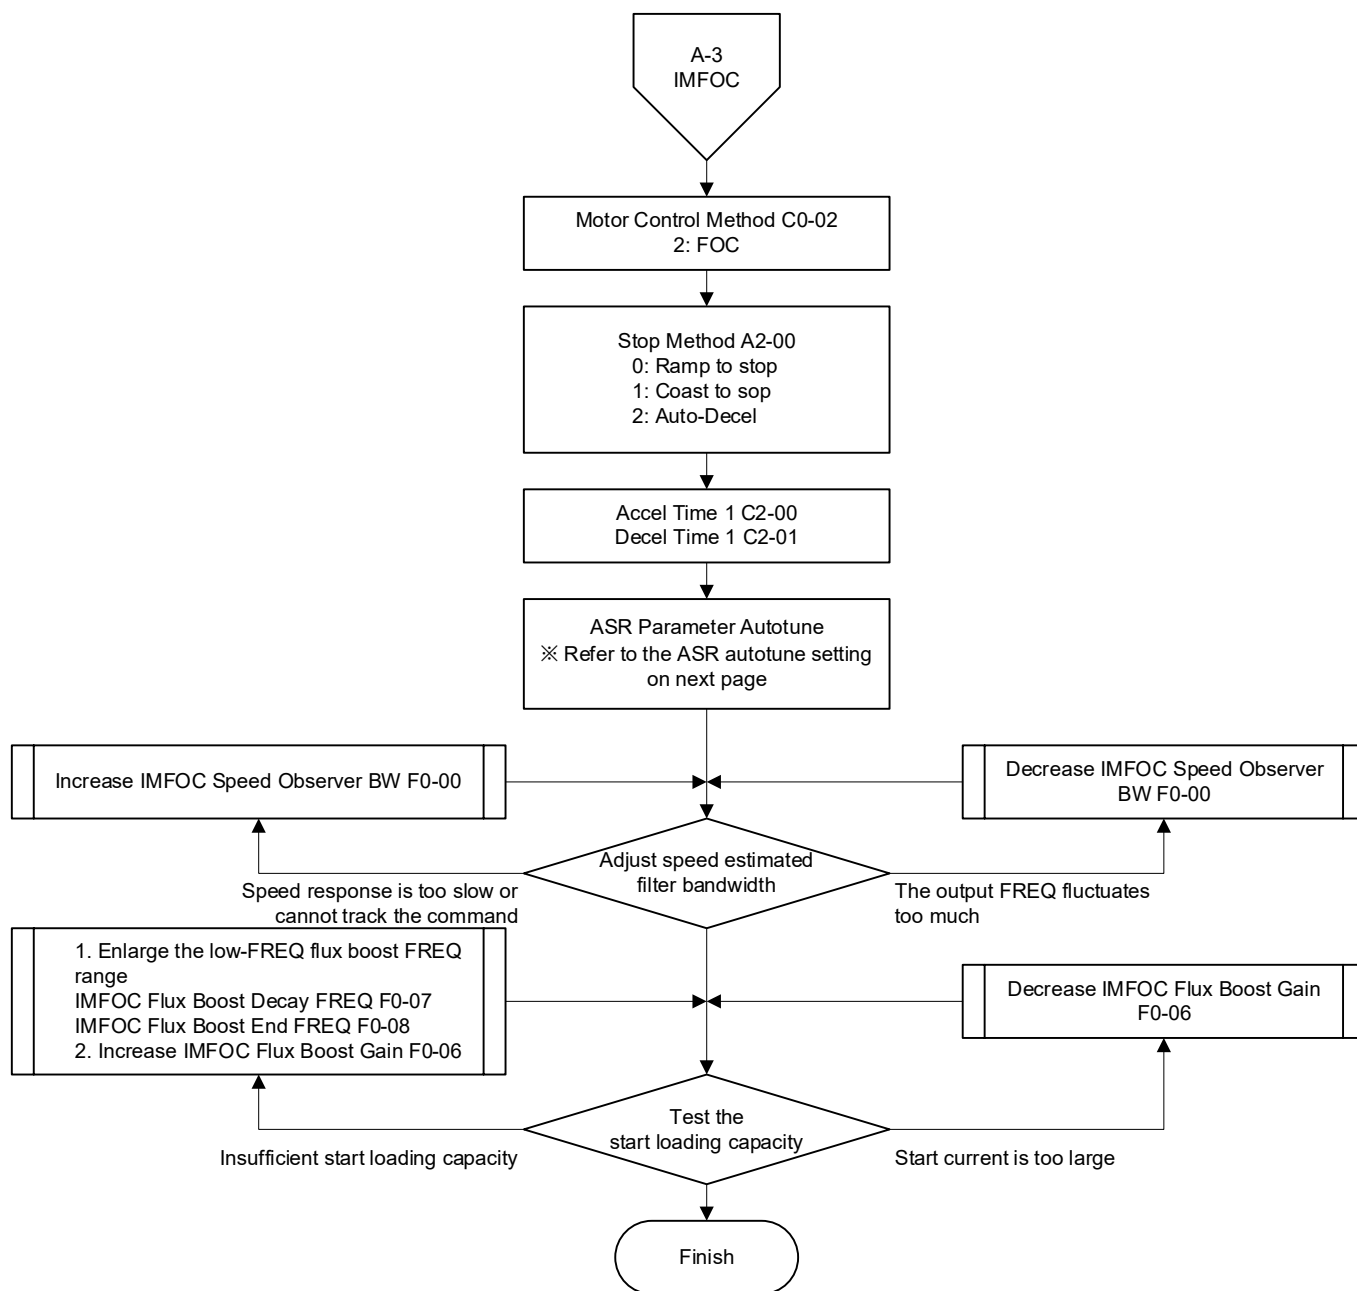 A-3
IMFOC
Motor Control Method C0-02
2: FOC
Stop Method A2-00
0: Ramp to stop
1: Coast to sop
2: Auto-Decel
Accel Time 1 C2-00
Decel Time 1 C2-01
ASR Parameter Autotune
※ Refer to the ASR autotune setting
on next page
Increase IMFOC Speed Observer BW F0-00
Decrease IMFOC Speed Observer
BW F0-00
Adjust speed estimated
filter bandwidth
Speed response is too slow or
cannot track the command
The output FREQ fluctuates
too much
1. Enlarge the low-FREQ flux boost FREQ
range
IMFOC Flux Boost Decay FREQ F0-07
IMFOC Flux Boost End FREQ F0-08
2. Increase IMFOC Flux Boost Gain F0-06
Decrease IMFOC Flux Boost Gain
F0-06
Test the
start loading capacity
Insufficient start loading capacity
Start current is too large
Finish